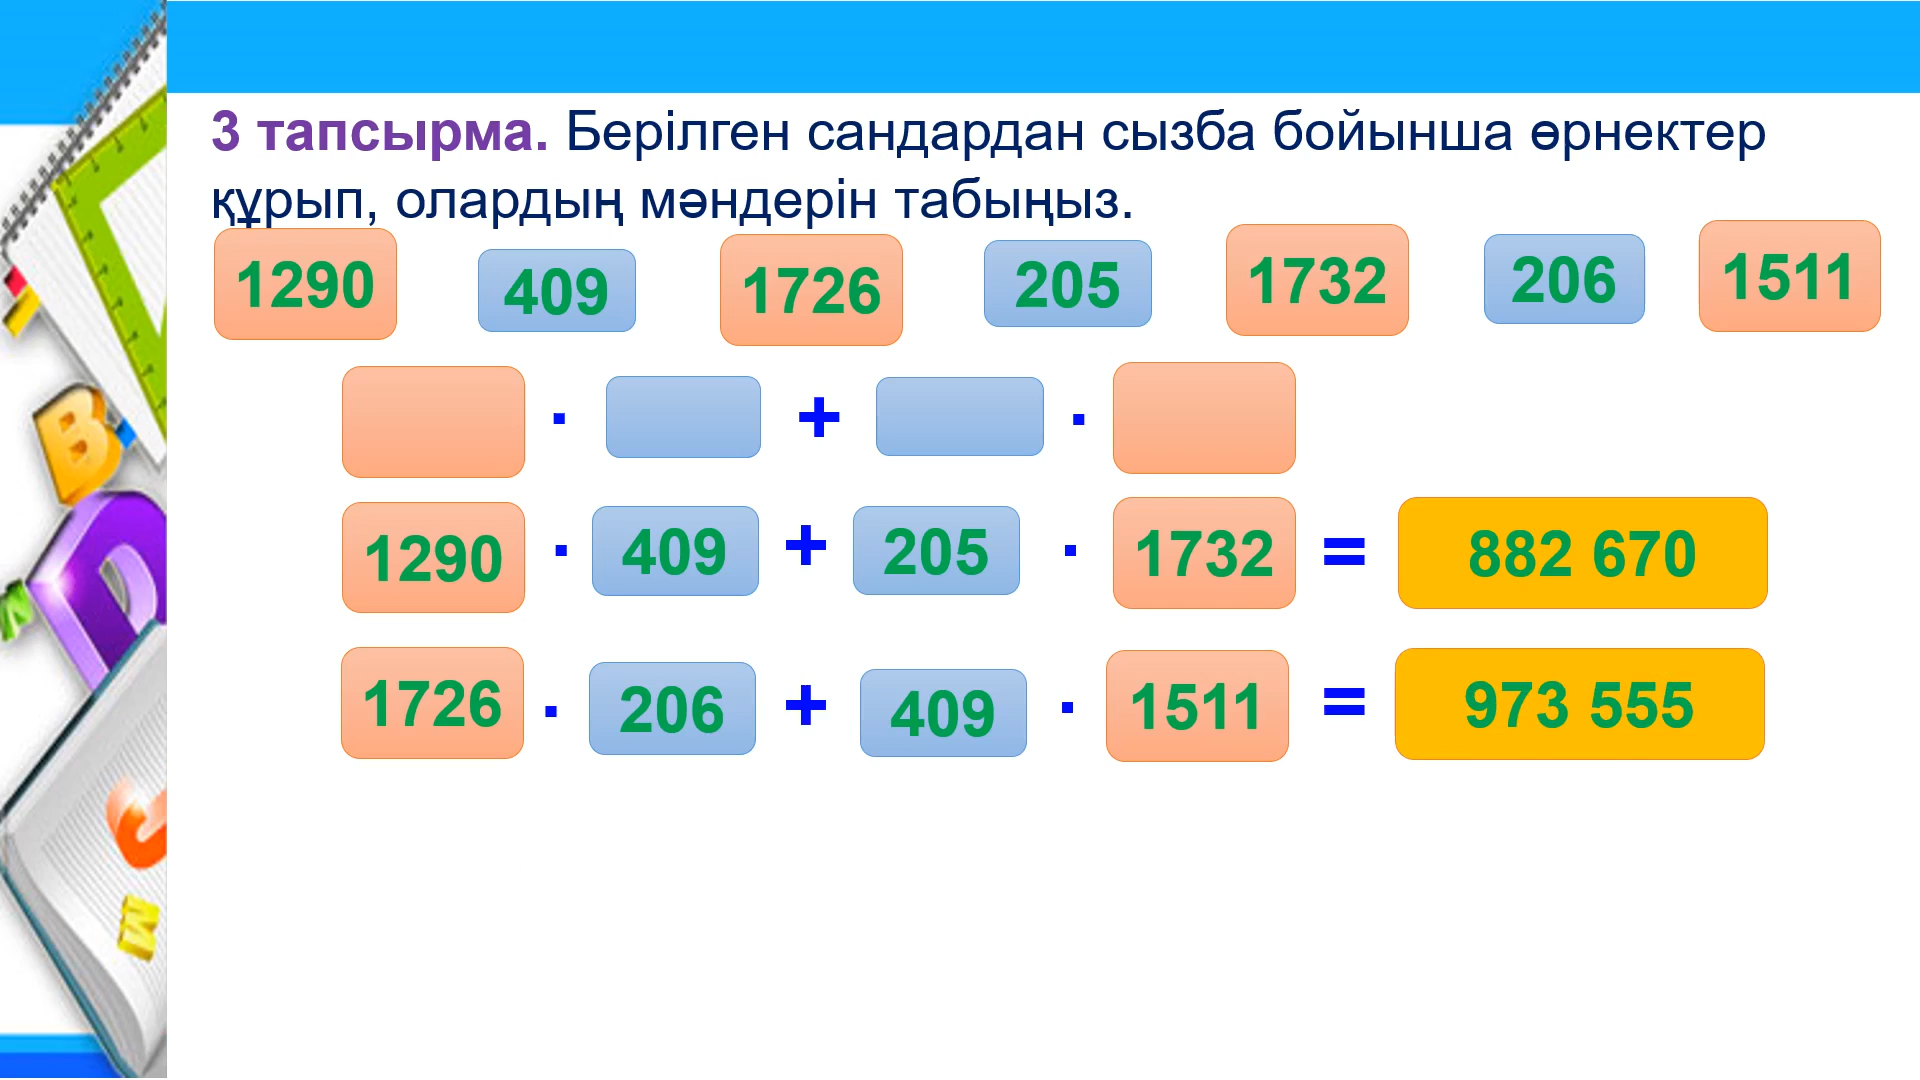 3 тапсырма. Берілген сандардан сызба бойынша өрнектер
құрып, олардың мәндерін табыңыз.
1290 409 1726 205 1732 206 1511
· + ·
1290 · 409 + 205 · 1732 = 882 670
1726 · 206 + 409 · 1511 = 973 555